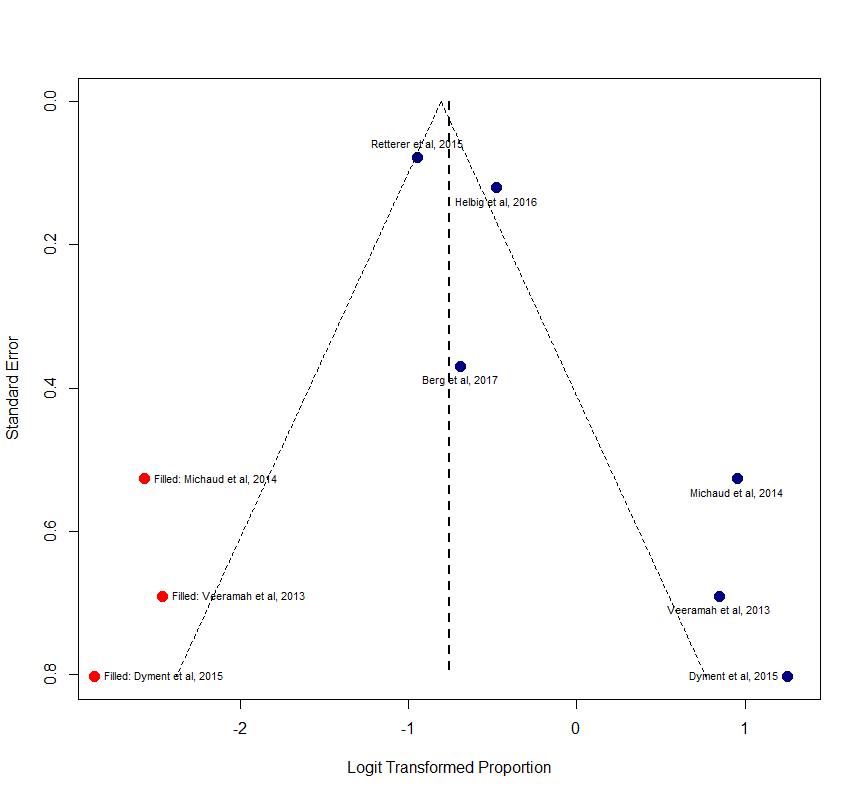 0.0
0.2
0.4
0.6
0.8
Standard Error
Retterer et al, 2015
Helbig et al, 2016
Berg et al, 2017
Filled: Michaud et al, 2014
Michaud et al, 2014
Filled: Veeramah et al, 2013
Veeramah et al, 2013
Filled: Dyment et al, 2015
Dyment et al, 2015
-2
-1
0
1
Logit Transformed Proportion